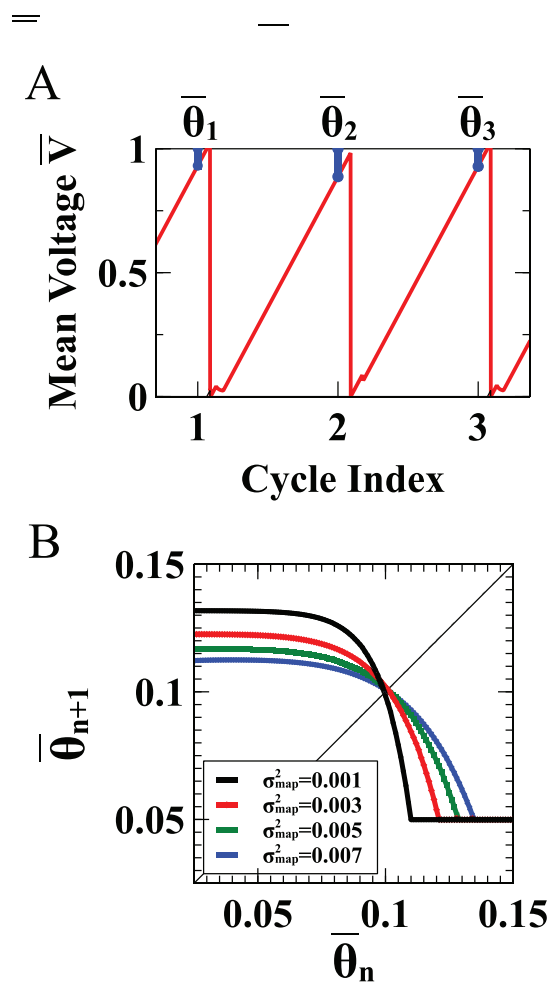 A
θ̅1 θ̅2 θ̅3
Mean Voltage V̅
1
0.5
0
1 2 3
Cycle Index
B
0.15
0.1
0.05
θ̅n+1
σ²map=0.001
σ²map=0.003
σ²map=0.005
σ²map=0.007
0.05 0.1 0.15
θ̅n